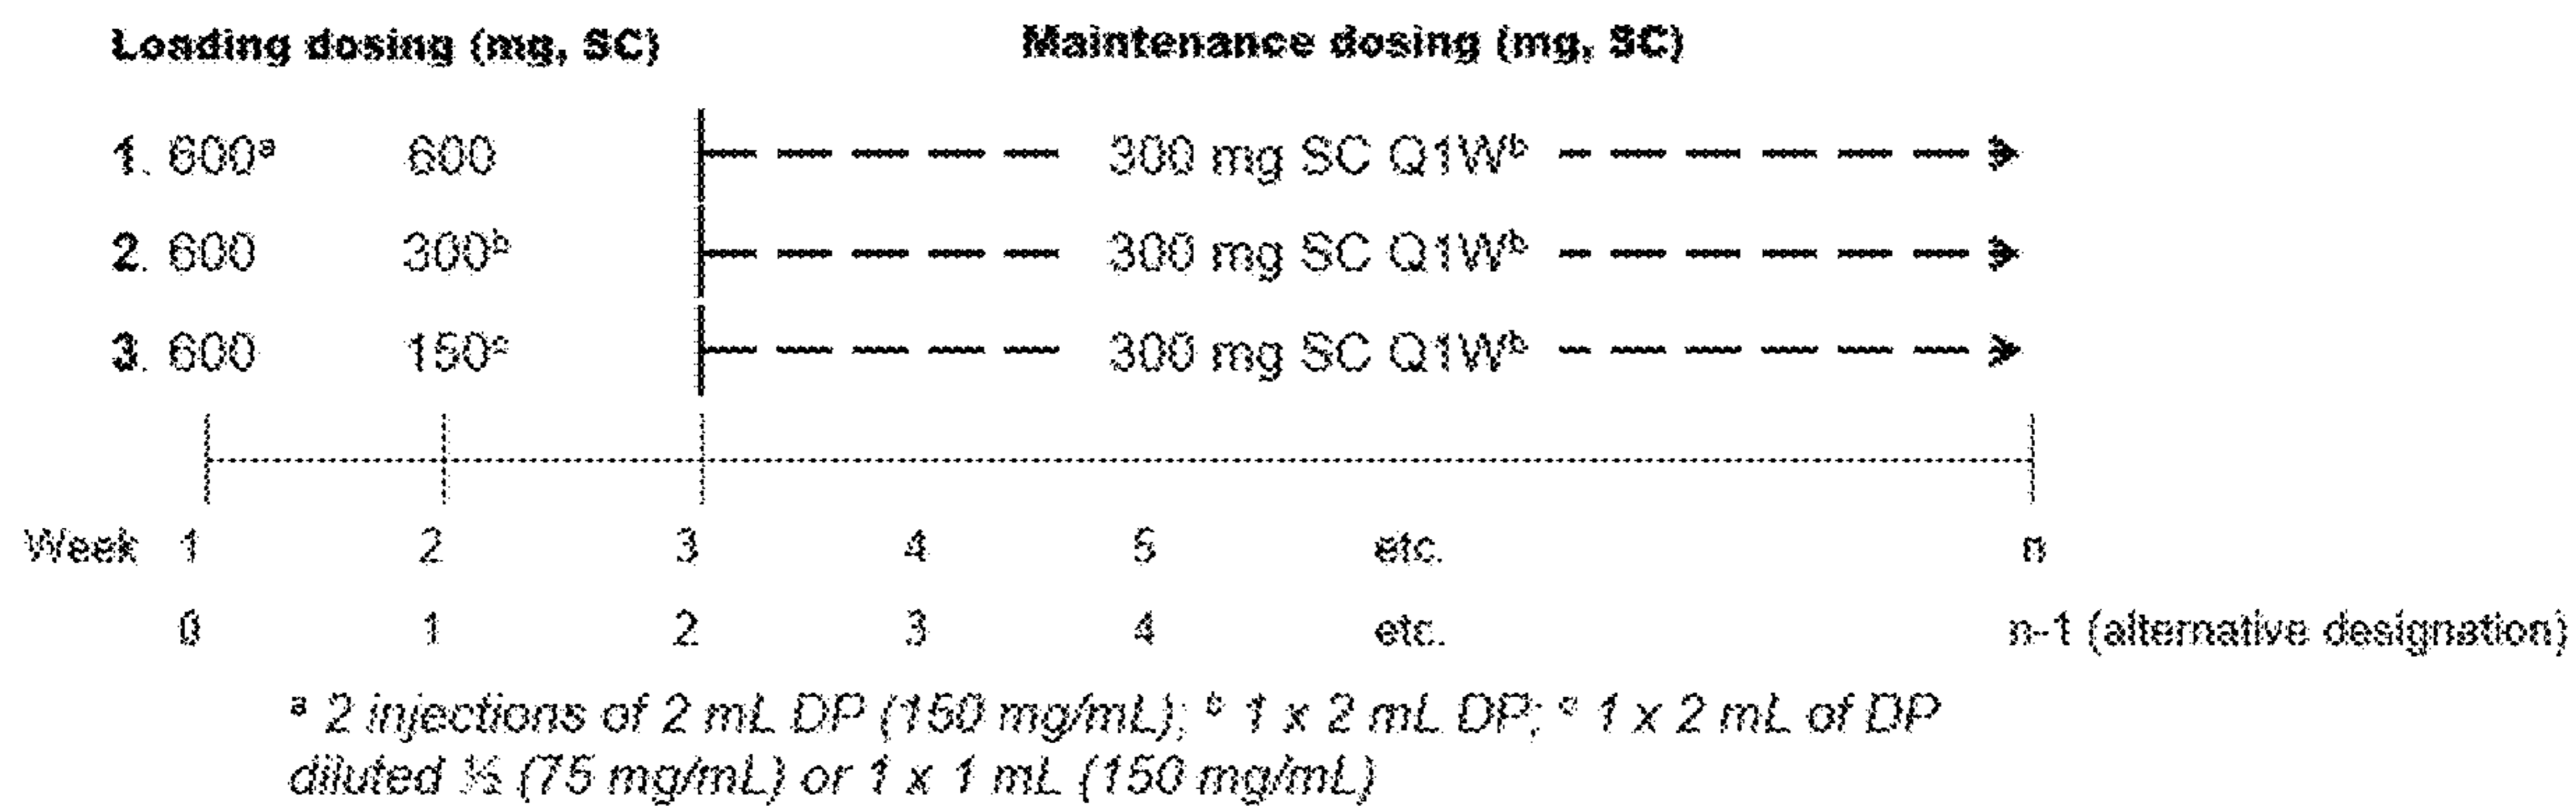 Loading dosing (mg, SC) Maintenance dosing (mg, SC)
1. 600ᵃ 600 300 mg SC Q1Wᵇ
2. 600 300ᵇ 300 mg SC Q1Wᵇ
3. 600 150ᶜ 300 mg SC Q1Wᵇ
Week 1 2 3 4 5 etc. n
0 1 2 3 4 etc. n-1 (alternative designation)
ᵃ 2 injections of 2 mL DP (150 mg/mL); ᵇ 1 x 2 mL DP; ᶜ 1 x 2 mL of DP
diluted ½ (75 mg/mL) or 1 x 1 mL (150 mg/mL)